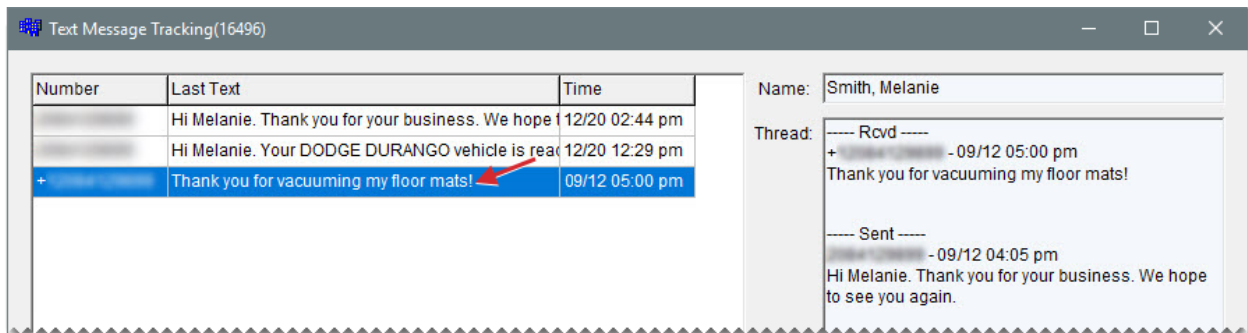 Text Message Tracking(16496)
Number Last Text Time
Hi Melanie. Thank you for your business. We hope 12/20 02:44 pm
Hi Melanie. Your DODGE DURANGO vehicle is 12/20 12:29 pm
+ Thank you for vacuuming my floor mats! 09/12 05:00 pm
Name: Smith, Melanie
Thread: ----- Rcvd -----
+ - 09/12 05:00 pm
Thank you for vacuuming my floor mats!
----- Sent -----
- 09/12 04:05 pm
Hi Melanie. Thank you for your business. We hope
to see you again.